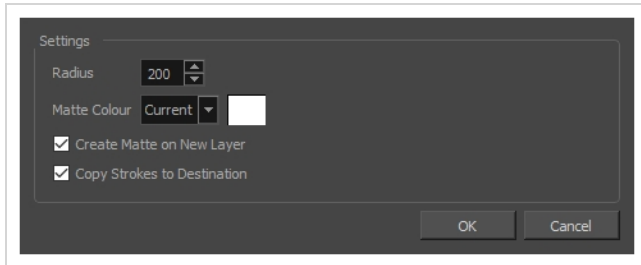 Settings
Radius 200
Matte Colour Current
Create Matte on New Layer
Copy Strokes to Destination
OK Cancel